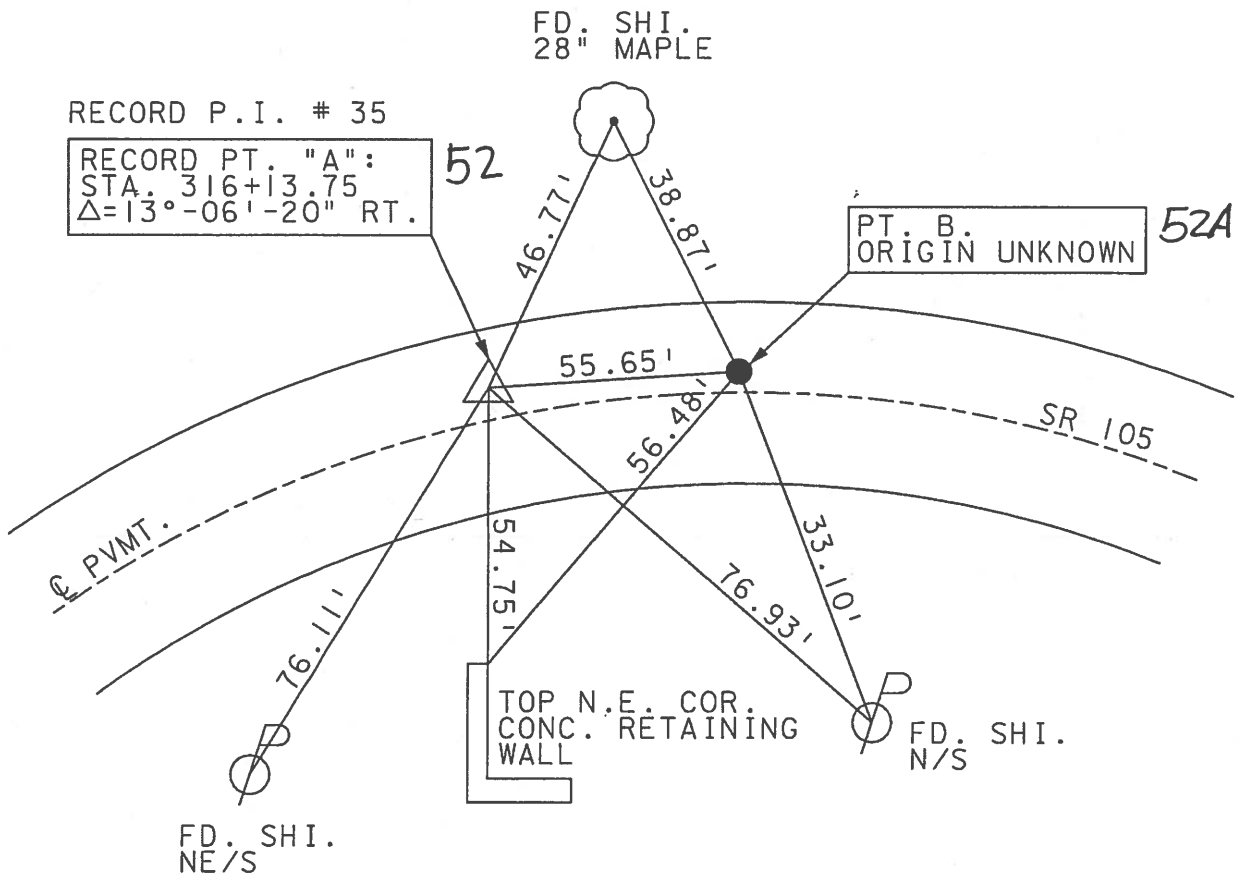 FD. SHI.
28" MAPLE
RECORD P.I. # 35
RECORD PT. "A":
STA. 316+13.75
△=13°-06'-20" RT.
52
46.77'
38.87'
PT. B.
ORIGIN UNKNOWN
52A
55.65'
56.48'
SR 105
℄ PVMT.
54.75'
76.93'
33.10'
76.11'
TOP N.E. COR.
CONC. RETAINING
WALL
FD. SHI.
N/S
FD. SHI.
NE/S